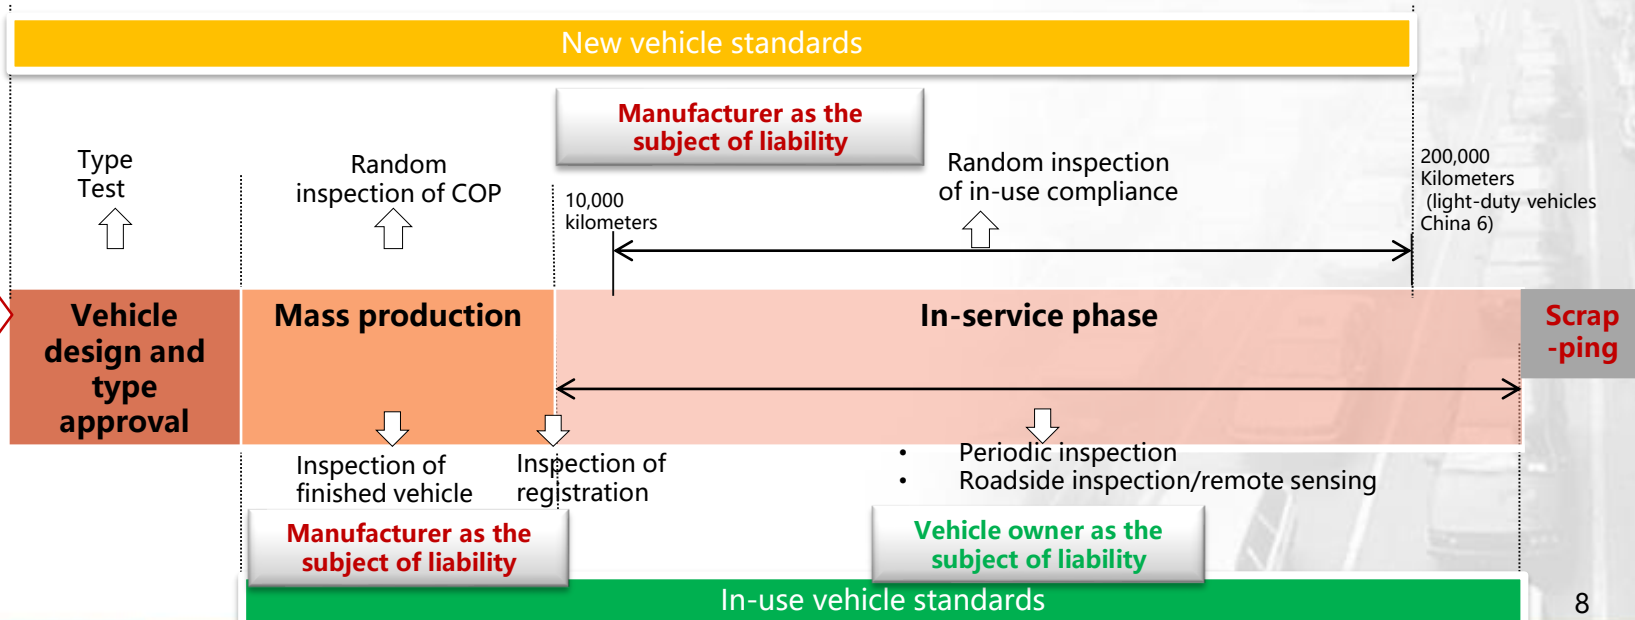 New vehicle standards
Manufacturer as the
subject of liability
Type
Test
Random
inspection of COP
10,000
kilometers
Random inspection
of in-use compliance
200,000
Kilometers
(light-duty vehicles
China 6)
Vehicle
design and
type
approval
Mass production
In-service phase
Scrap
-ping
Inspection of
finished vehicle
Inspection of
registration
• Periodic inspection
• Roadside inspection/remote sensing
Manufacturer as the
subject of liability
Vehicle owner as the
subject of liability
In-use vehicle standards
8